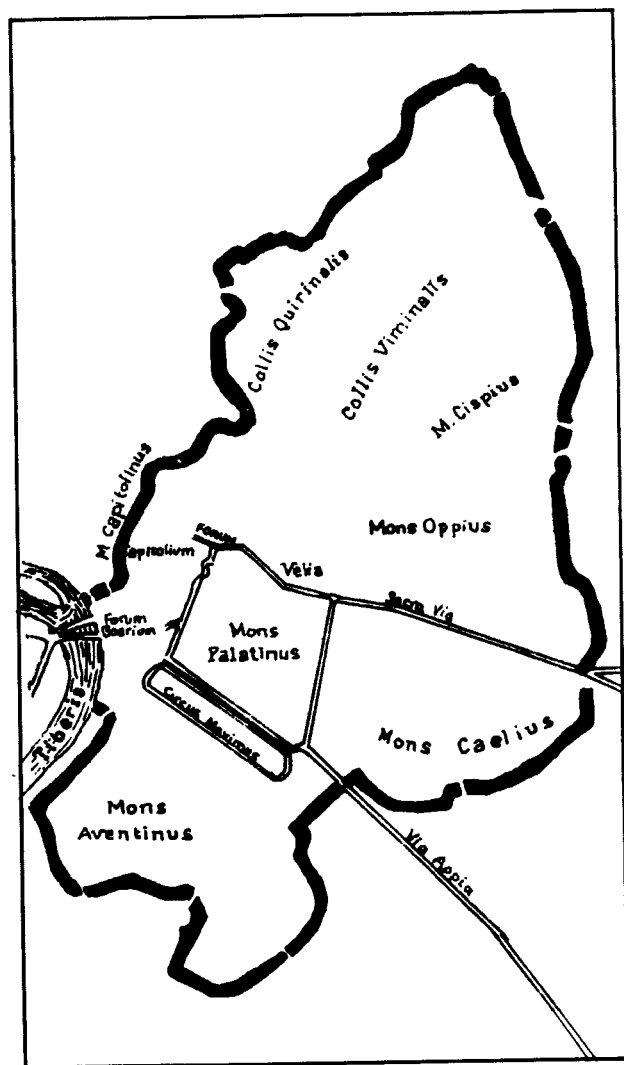 Collis Quirinalis
Collis Viminalis
M. Cispius
M Capitolinus
Mons Oppius
Forum
Capitolium
Velia
Sacra Via
Forum
Boarium
Mons
Palatinus
Circus Maximus
Tiberis
Mons Caelius
Mons
Aventinus
Via Appia